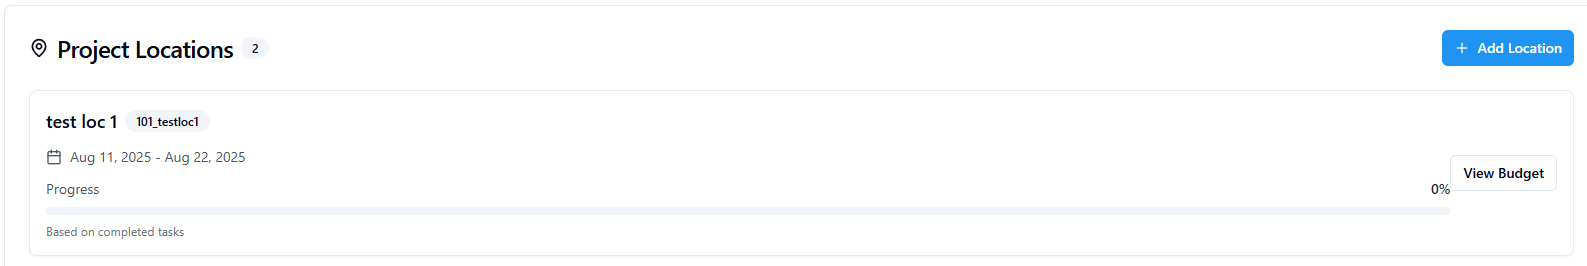 Project Locations 2
+ Add Location
test loc 1 101_testloc1
Aug 11, 2025 - Aug 22, 2025
Progress 0%
View Budget
Based on completed tasks